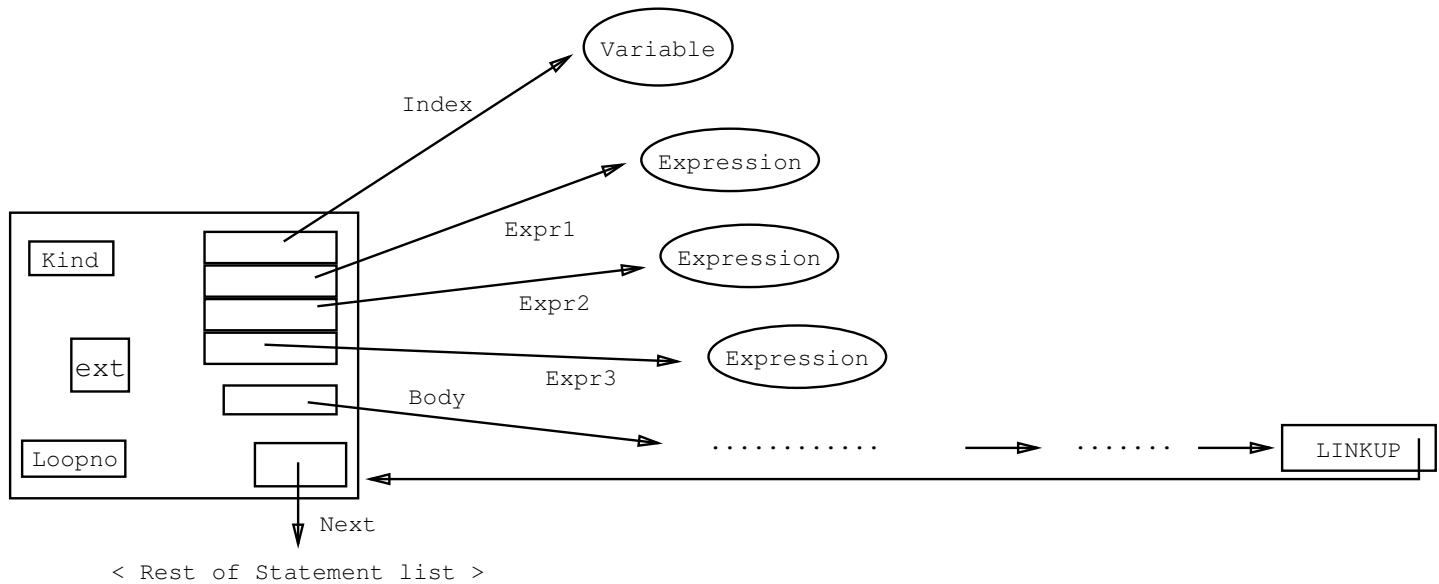 Variable
Index
Expression
Expr1
Kind
Expression
Expr2
ext
Expression
Expr3
Body
............ ....... LINKUP
Loopno
Next
< Rest of Statement list >